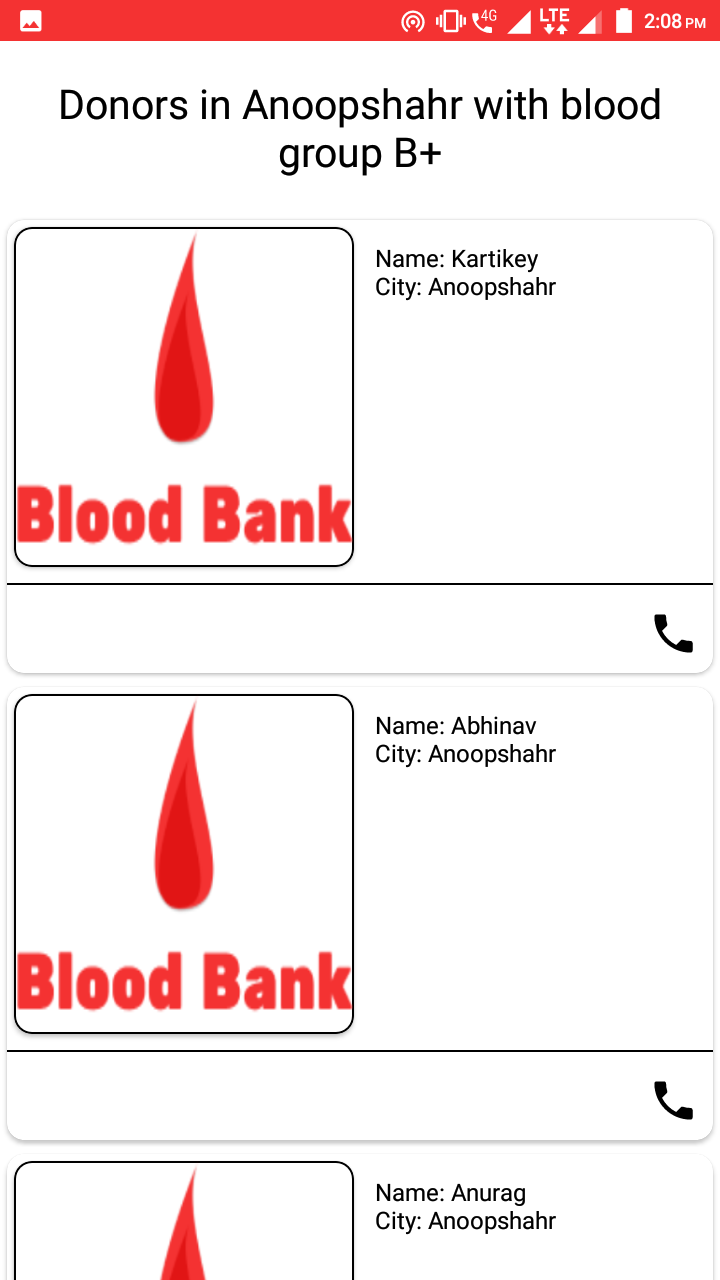 4G LTE 2:08 PM
Donors in Anoopshahr with blood
group B+
Name: Kartikey
City: Anoopshahr
Blood Bank
Name: Abhinav
City: Anoopshahr
Blood Bank
Name: Anurag
City: Anoopshahr